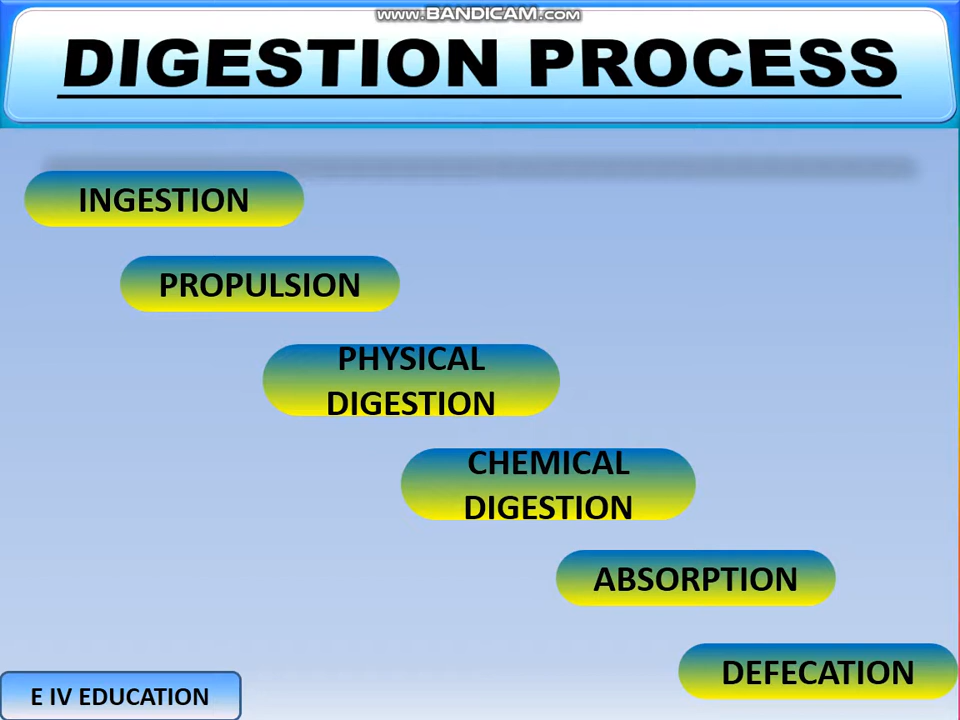 www.BANDICAM.com
DIGESTION PROCESS
INGESTION
PROPULSION
PHYSICAL
DIGESTION
CHEMICAL
DIGESTION
ABSORPTION
DEFECATION
E IV EDUCATION